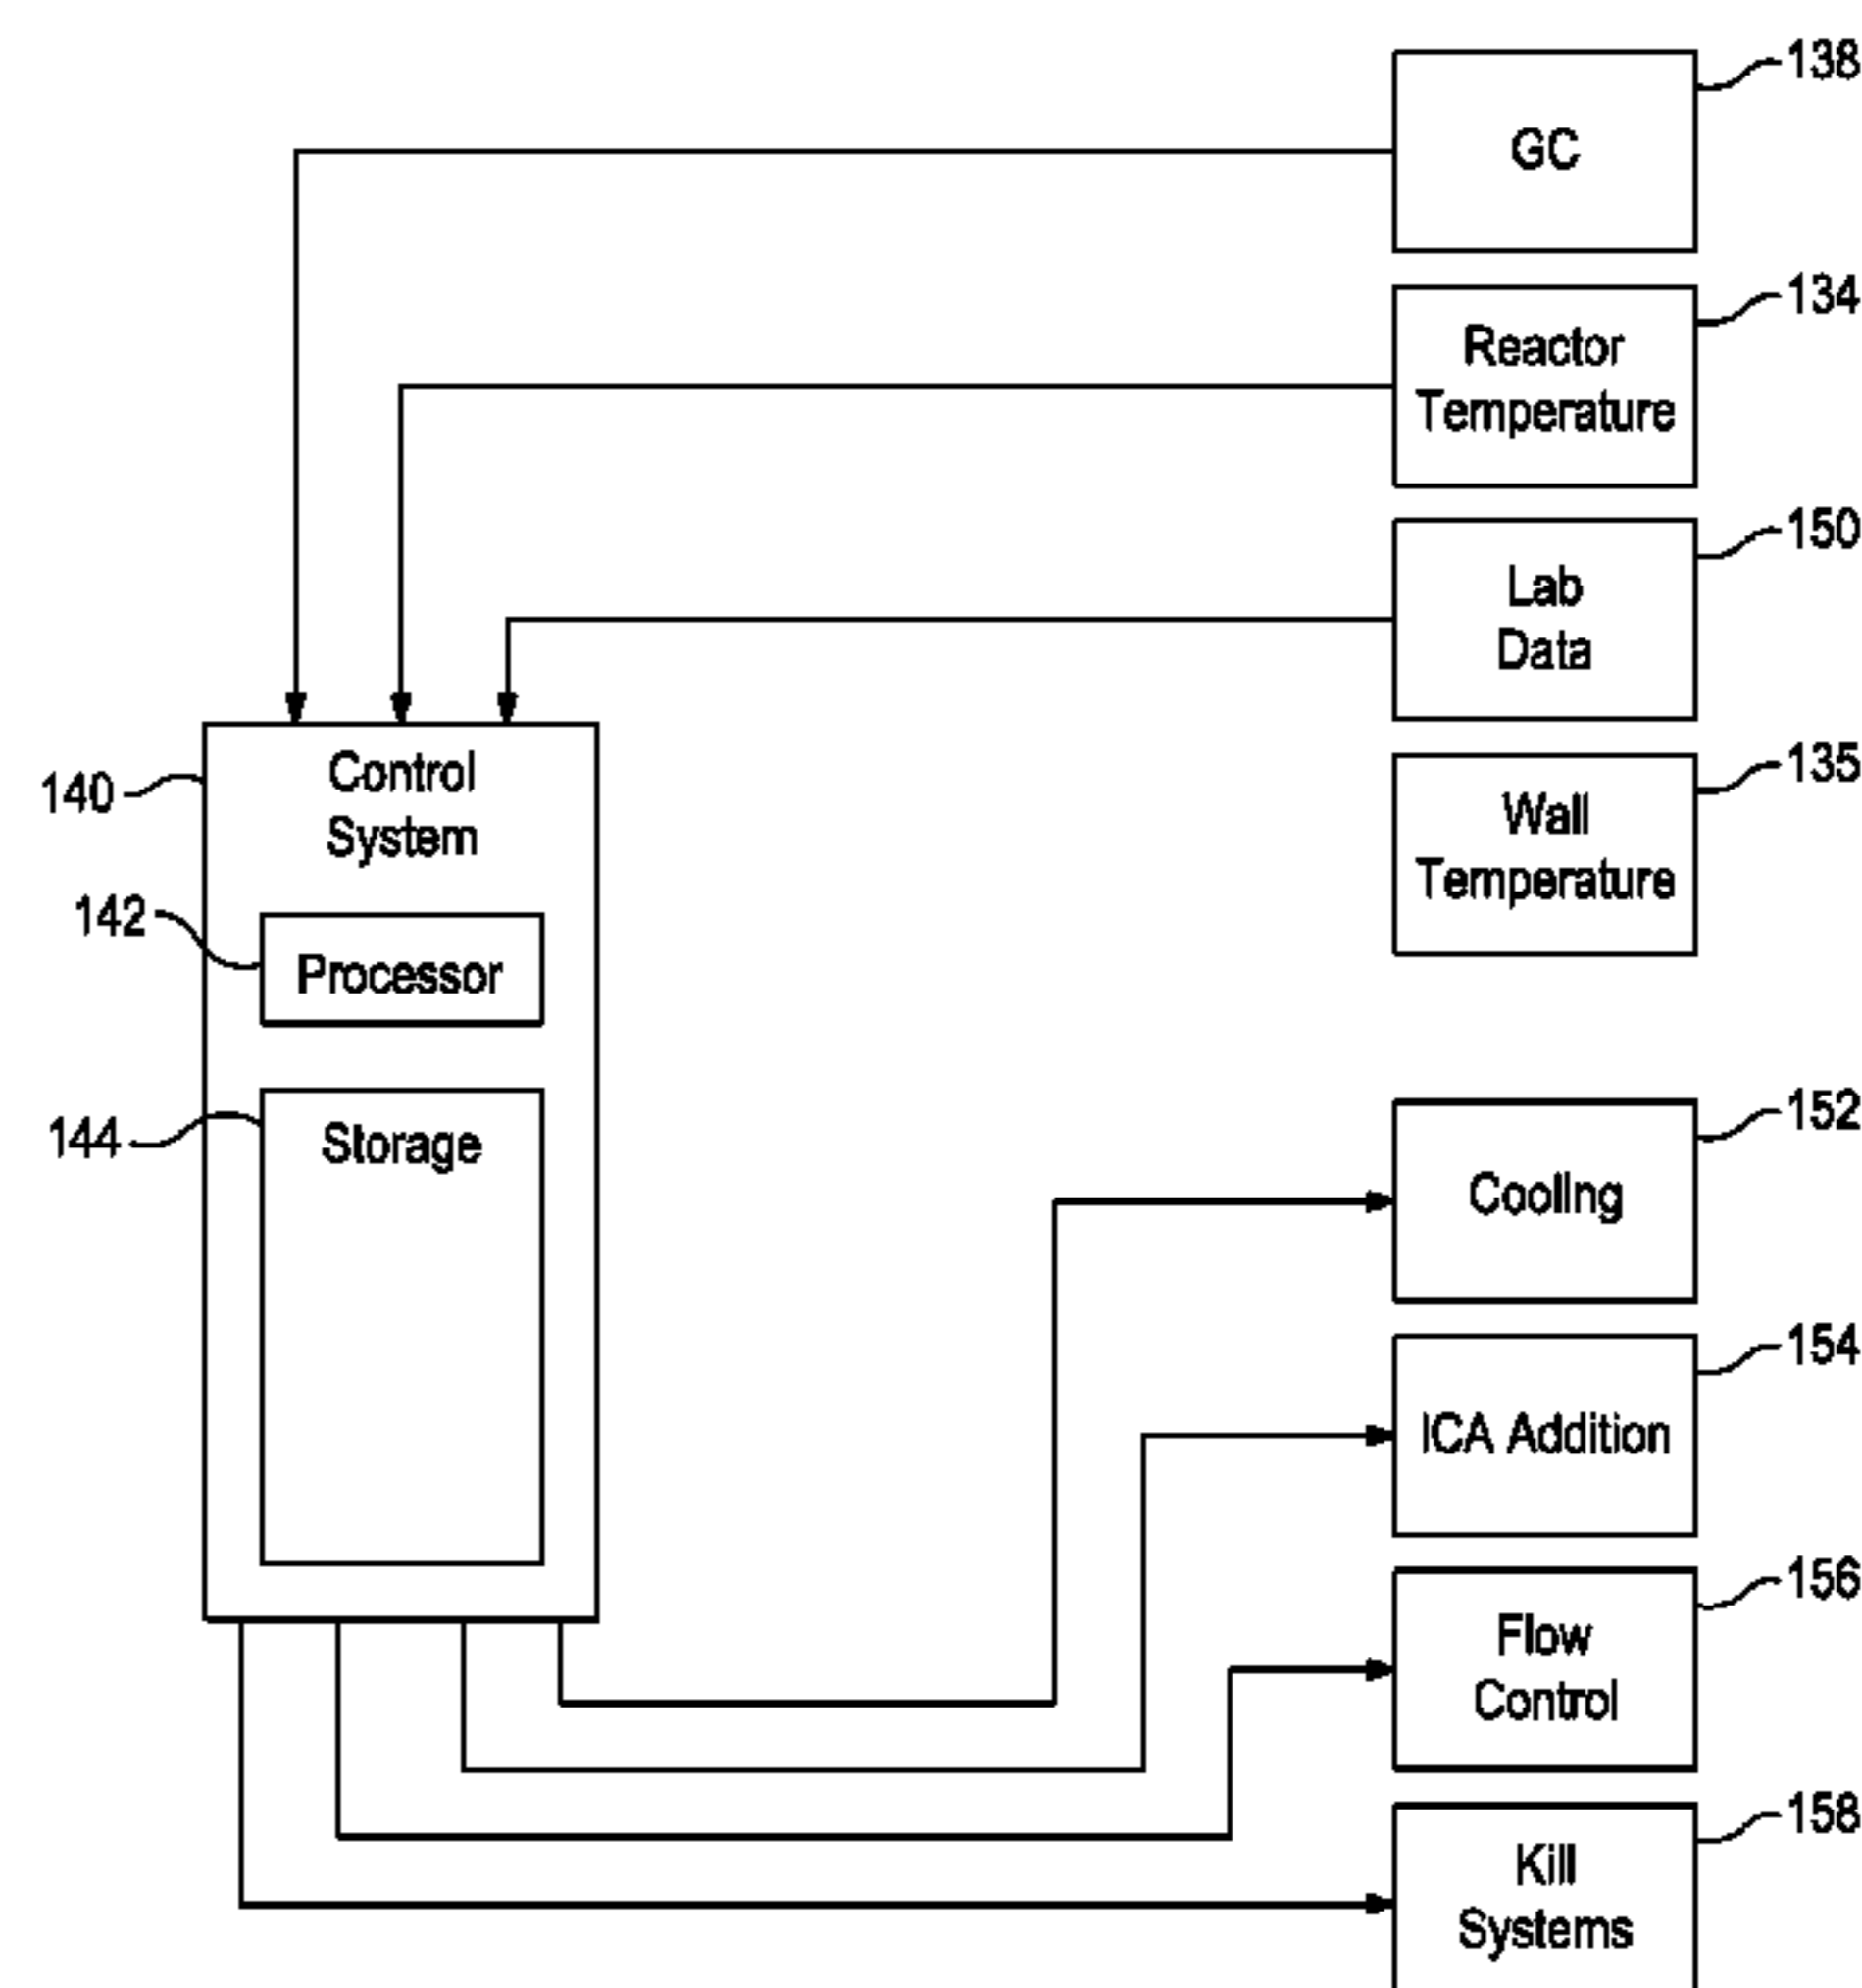 138
GC
134
Reactor
Temperature
150
Lab
Data
135
Wall
Temperature
140
Control
System
142
Processor
144
Storage
152
Cooling
154
ICA Addition
156
Flow
Control
158
Kill
Systems